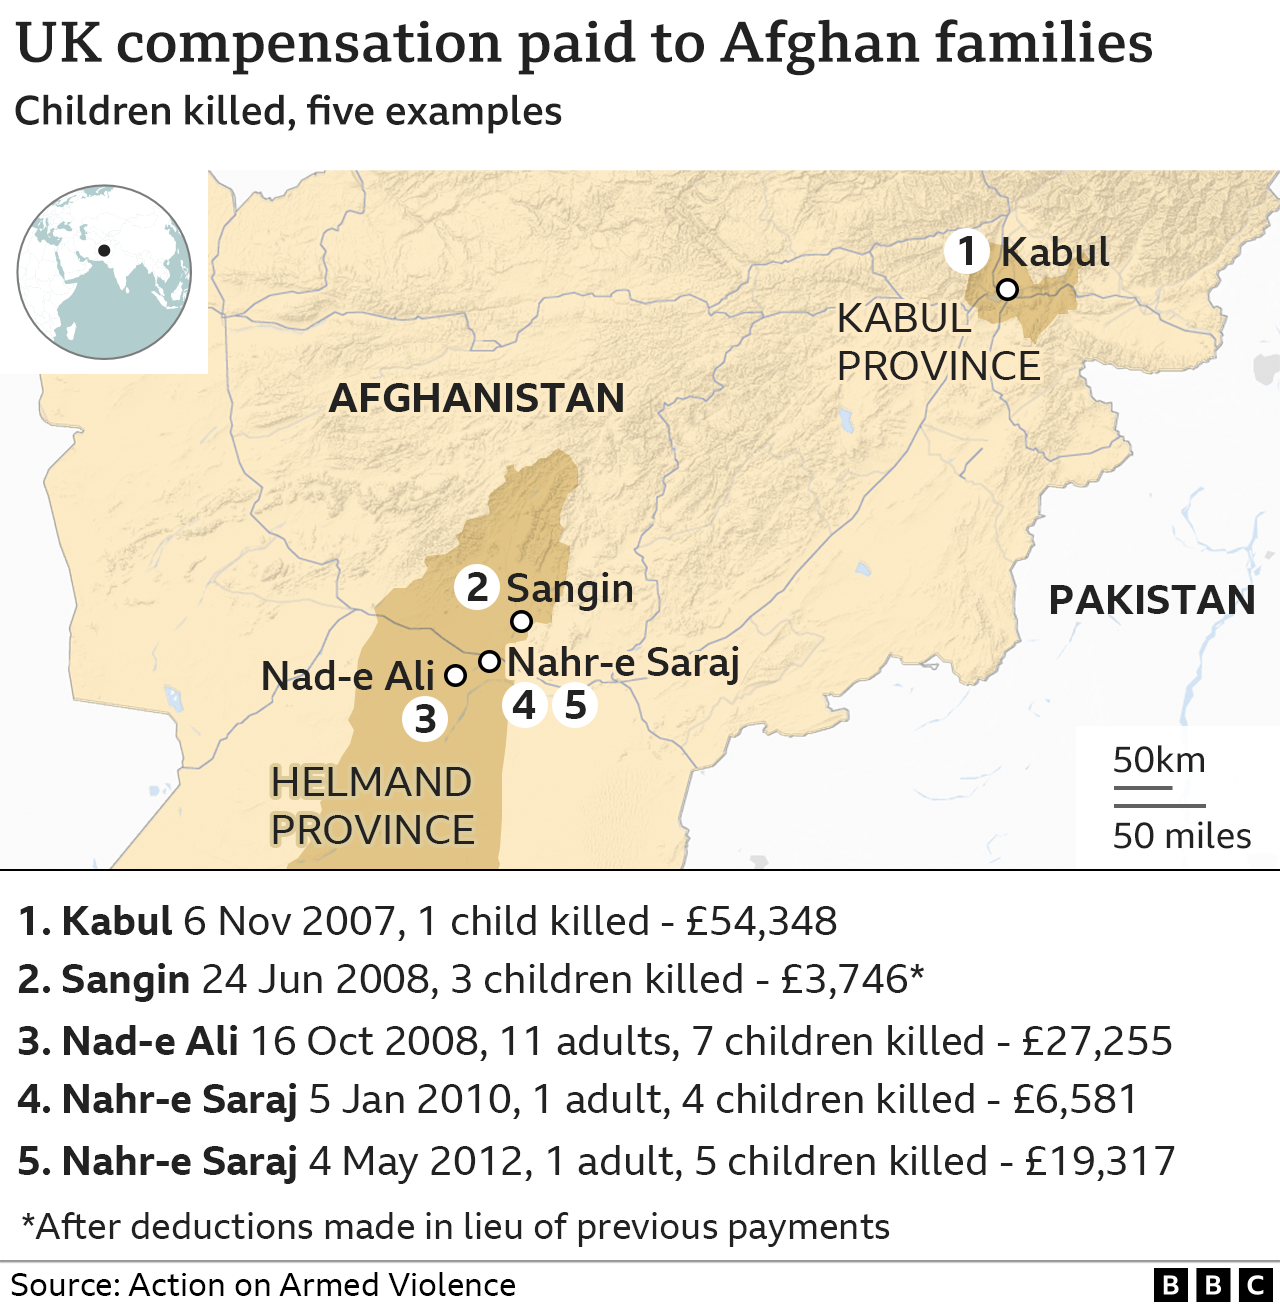 UK compensation paid to Afghan families
Children killed, five examples
1 Kabul
KABUL
PROVINCE
AFGHANISTAN
2 Sangin
PAKISTAN
Nahr-e Saraj
Nad-e Ali
4 5
3
HELMAND
PROVINCE
50km
50 miles
1. Kabul 6 Nov 2007, 1 child killed - £54,348
2. Sangin 24 Jun 2008, 3 children killed - £3,746*
3. Nad-e Ali 16 Oct 2008, 11 adults, 7 children killed - £27,255
4. Nahr-e Saraj 5 Jan 2010, 1 adult, 4 children killed - £6,581
5. Nahr-e Saraj 4 May 2012, 1 adult, 5 children killed - £19,317
*After deductions made in lieu of previous payments
Source: Action on Armed Violence
BBC